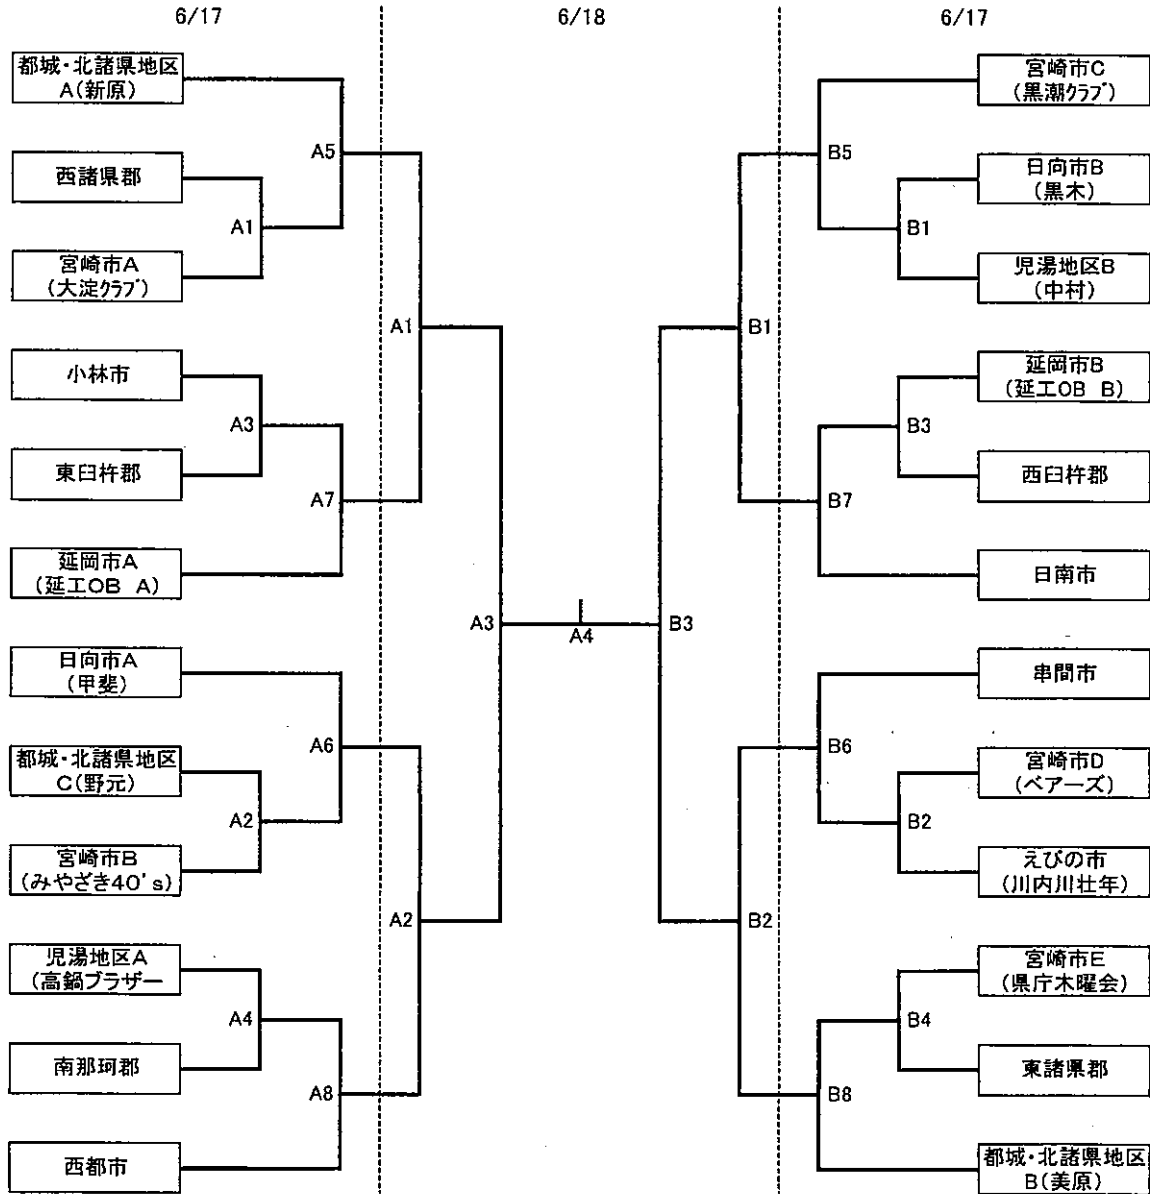 6/17
6/18
6/17
都城・北諸県地区
A(新原)
西諸県郡
宮崎市A
(大淀クラブ)
小林市
東臼杵郡
延岡市A
(延工OB A)
日向市A
(甲斐)
都城・北諸県地区
C(野元)
宮崎市B
(みやざき40's)
児湯地区A
(高鍋ブラザー
南那珂郡
西都市
A5
A1
A3
A7
A6
A2
A4
A8
A1
A2
A3
A4
B3
B1
B2
B5
B1
B3
B7
B6
B2
B4
B8
宮崎市C
(黒潮クラブ)
日向市B
(黒木)
児湯地区B
(中村)
延岡市B
(延工OB B)
西臼杵郡
日南市
串間市
宮崎市D
(ベアーズ)
えびの市
(川内川壮年)
宮崎市E
(県庁木曜会)
東諸県郡
都城・北諸県地区
B(美原)